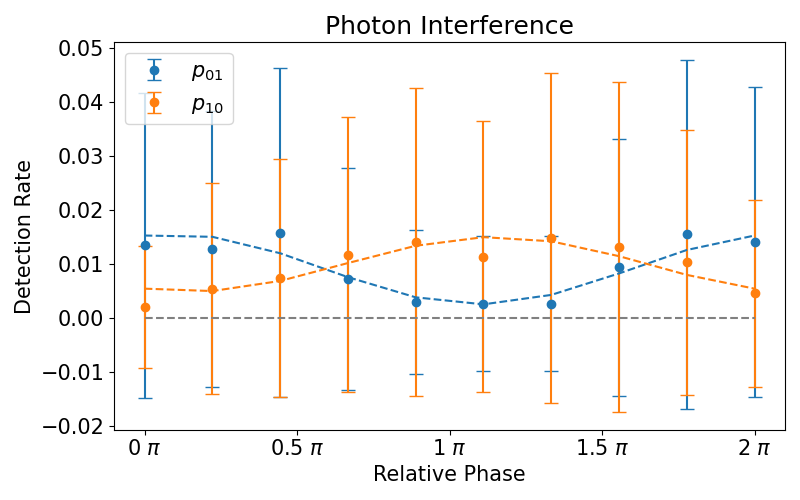 Photon Interference
0.05
0.04
0.03
0.02
0.01
0.00
−0.01
−0.02
Detection Rate
p01
p10
0 π
0.5 π
1 π
1.5 π
2 π
Relative Phase